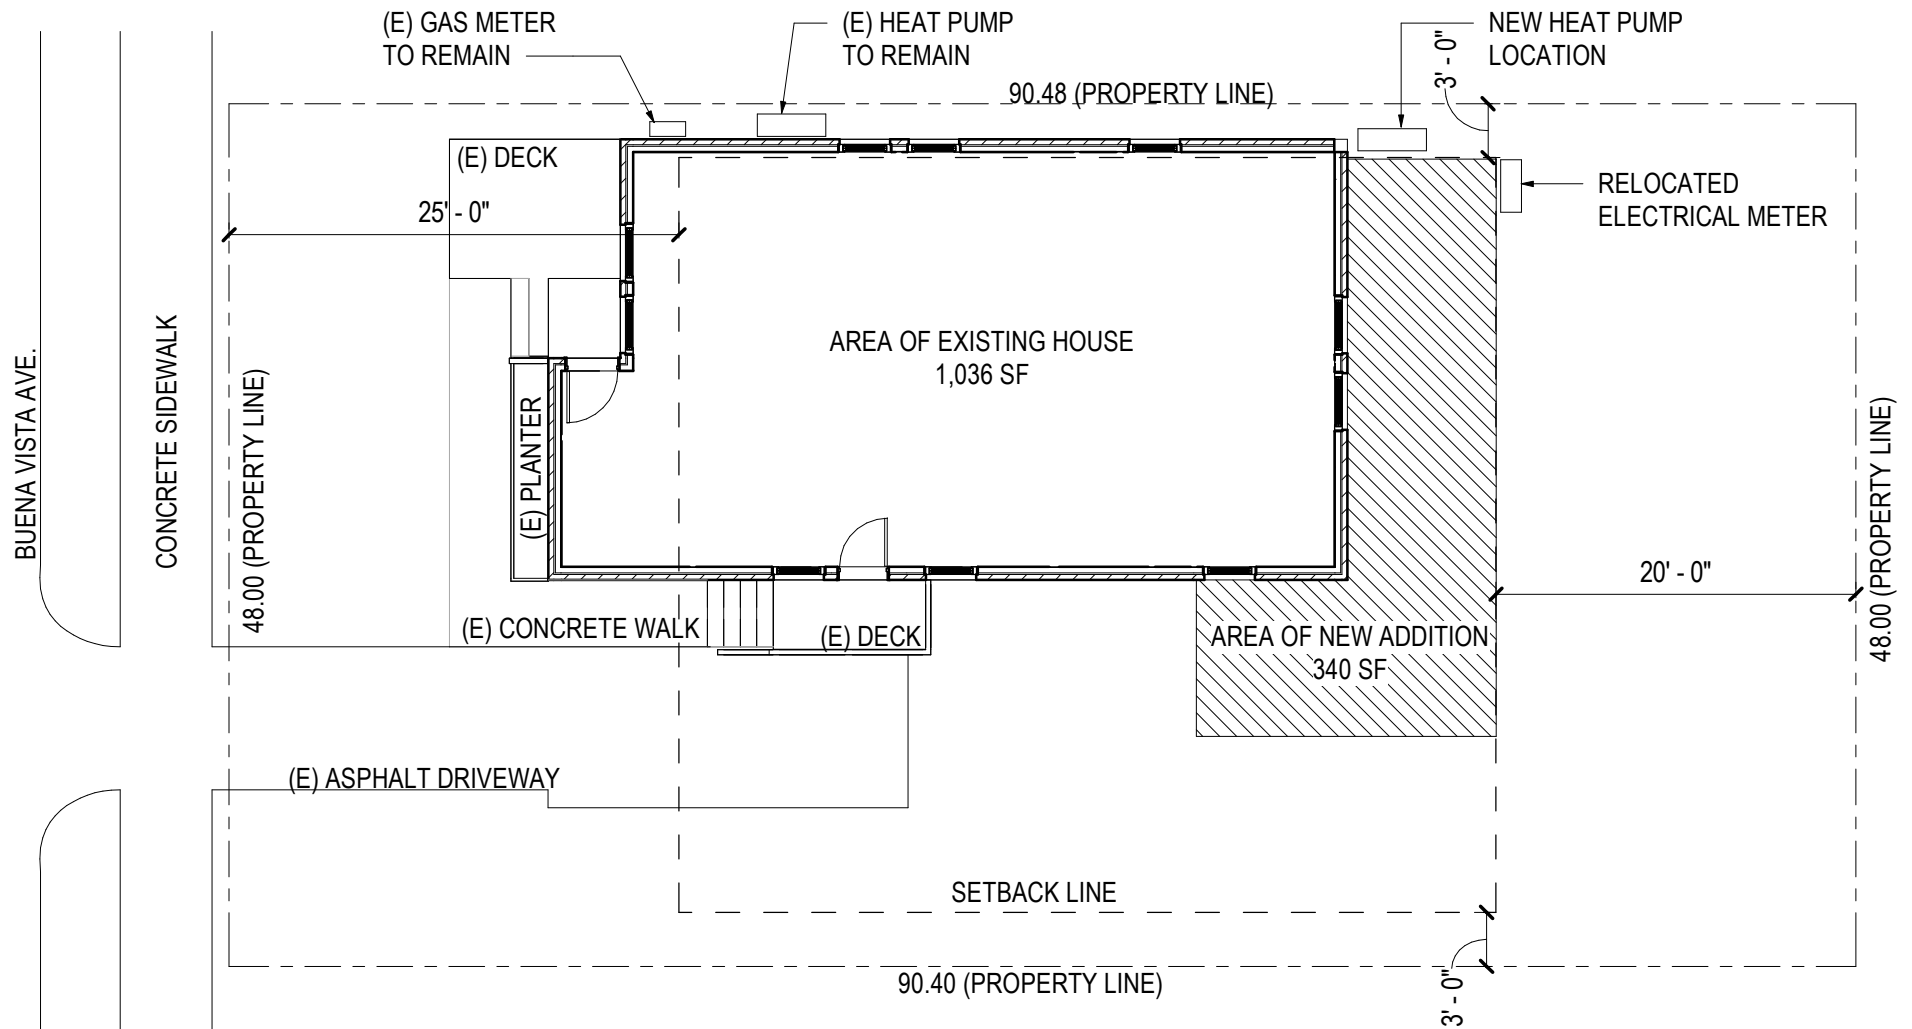 (E) GAS METER
TO REMAIN
(E) HEAT PUMP
TO REMAIN
NEW HEAT PUMP
LOCATION
3' - 0"
90.48 (PROPERTY LINE)
(E) DECK
RELOCATED
ELECTRICAL METER
25' - 0"
AREA OF EXISTING HOUSE
1,036 SF
BUENA VISTA AVE.
CONCRETE SIDEWALK
48.00 (PROPERTY LINE)
(E) PLANTER
20' - 0"
48.00 (PROPERTY LINE)
(E) CONCRETE WALK
(E) DECK
AREA OF NEW ADDITION
340 SF
(E) ASPHALT DRIVEWAY
SETBACK LINE
90.40 (PROPERTY LINE)
3' - 0"